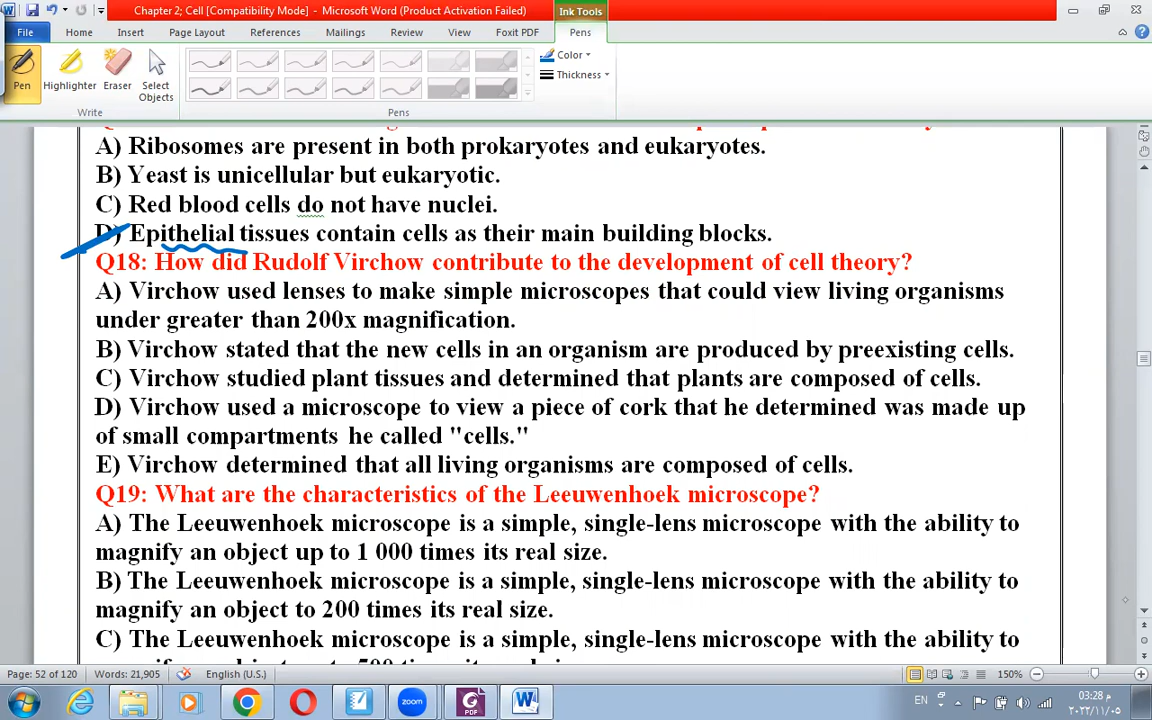 Chapter 2; Cell [Compatibility Mode] - Microsoft Word (Product Activation Failed)
Ink Tools
File Home Insert Page Layout References Mailings Review View Foxit PDF Pens
Pen Highlighter Eraser Select Objects
Color
Thickness
Write Pens
A) Ribosomes are present in both prokaryotes and eukaryotes.
B) Yeast is unicellular but eukaryotic.
C) Red blood cells do not have nuclei.
D) Epithelial tissues contain cells as their main building blocks.
Q18: How did Rudolf Virchow contribute to the development of cell theory?
A) Virchow used lenses to make simple microscopes that could view living organisms
under greater than 200x magnification.
B) Virchow stated that the new cells in an organism are produced by preexisting cells.
C) Virchow studied plant tissues and determined that plants are composed of cells.
D) Virchow used a microscope to view a piece of cork that he determined was made up
of small compartments he called "cells."
E) Virchow determined that all living organisms are composed of cells.
Q19: What are the characteristics of the Leeuwenhoek microscope?
A) The Leeuwenhoek microscope is a simple, single-lens microscope with the ability to
magnify an object up to 1 000 times its real size.
B) The Leeuwenhoek microscope is a simple, single-lens microscope with the ability to
magnify an object to 200 times its real size.
C) The Leeuwenhoek microscope is a simple, single-lens microscope with the ability to
Page: 52 of 120 Words: 21,905 English (U.S.) 150%
zoom PDF EN 03:28 م
٢٠٢٢/١١/٠٥